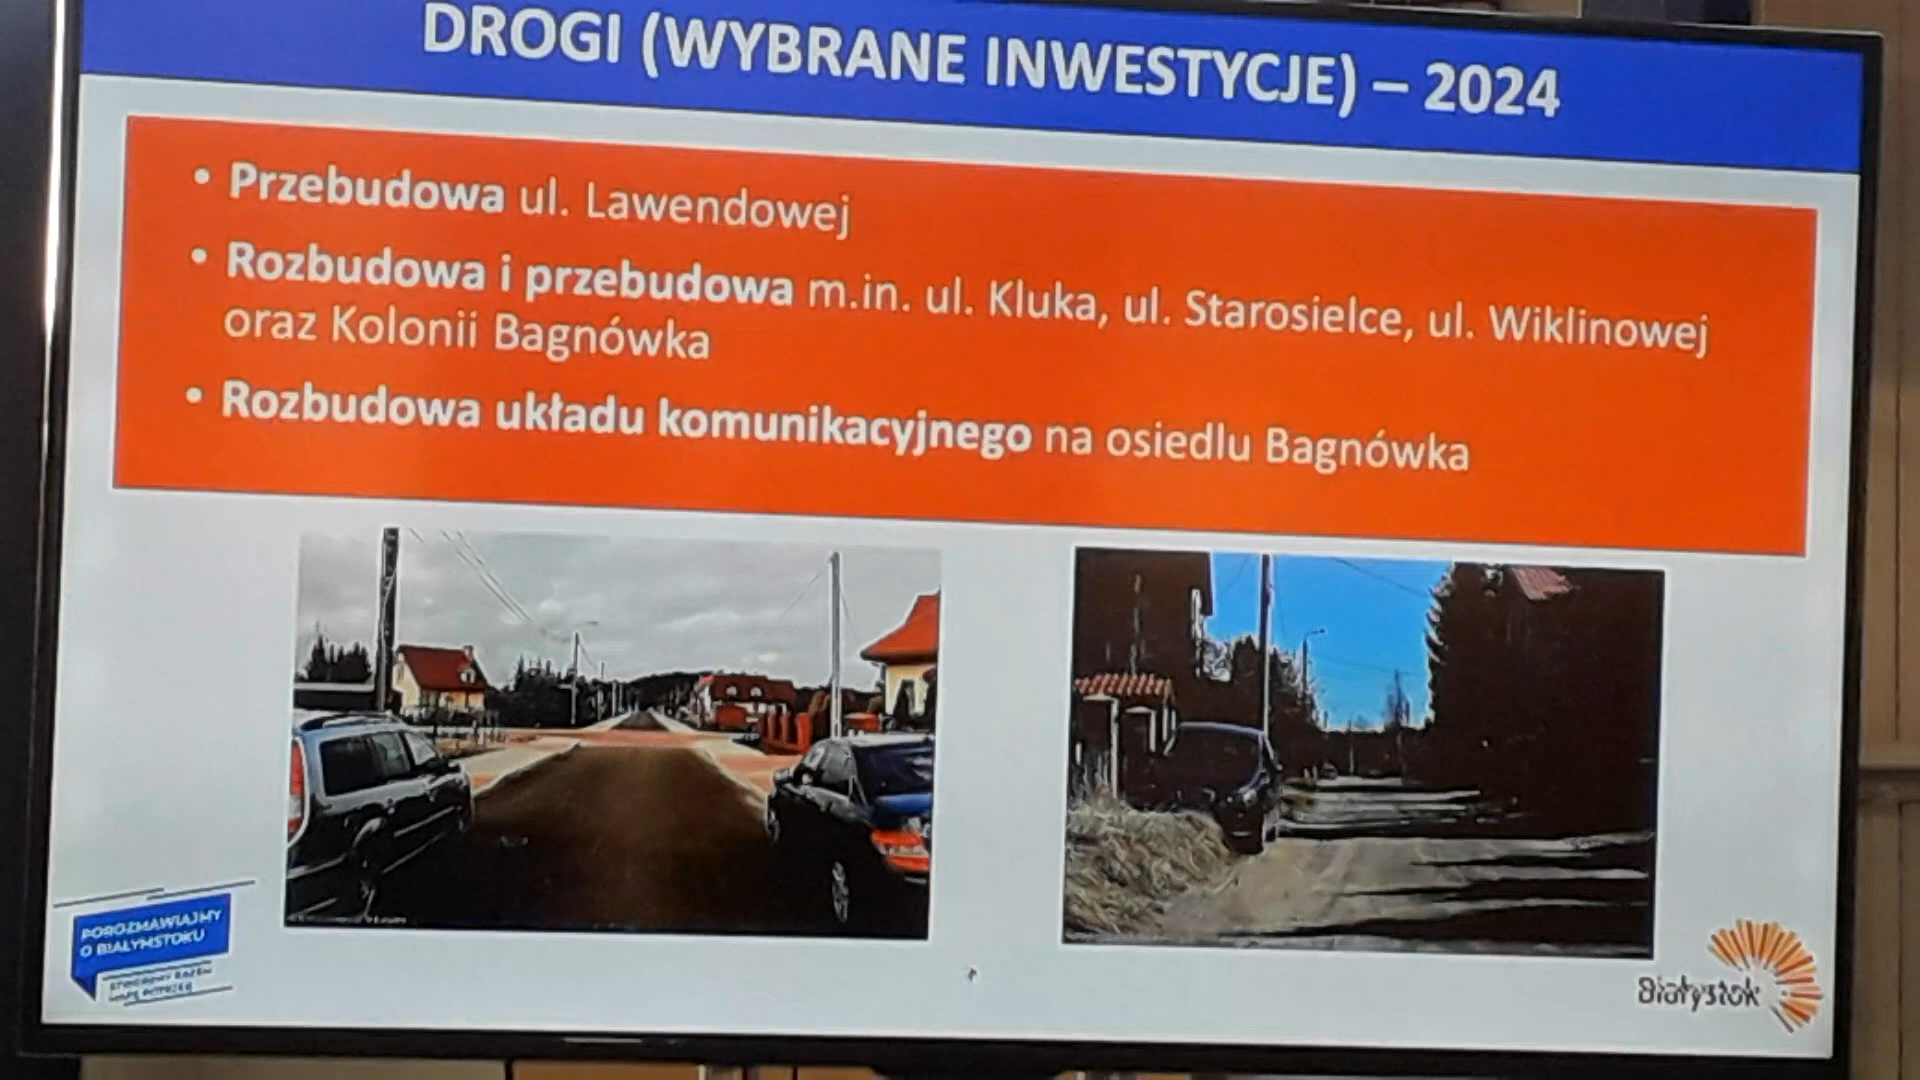 DROGI (WYBRANE INWESTYCJE) – 2024
• Przebudowa ul. Lawendowej
• Rozbudowa i przebudowa m.in. ul. Kluka, ul. Starosielce, ul. Wiklinowej
oraz Kolonii Bagnówka
• Rozbudowa układu komunikacyjnego na osiedlu Bagnówka
POROZMAWIAJMY
O BIAŁYMSTOKU
Białystok